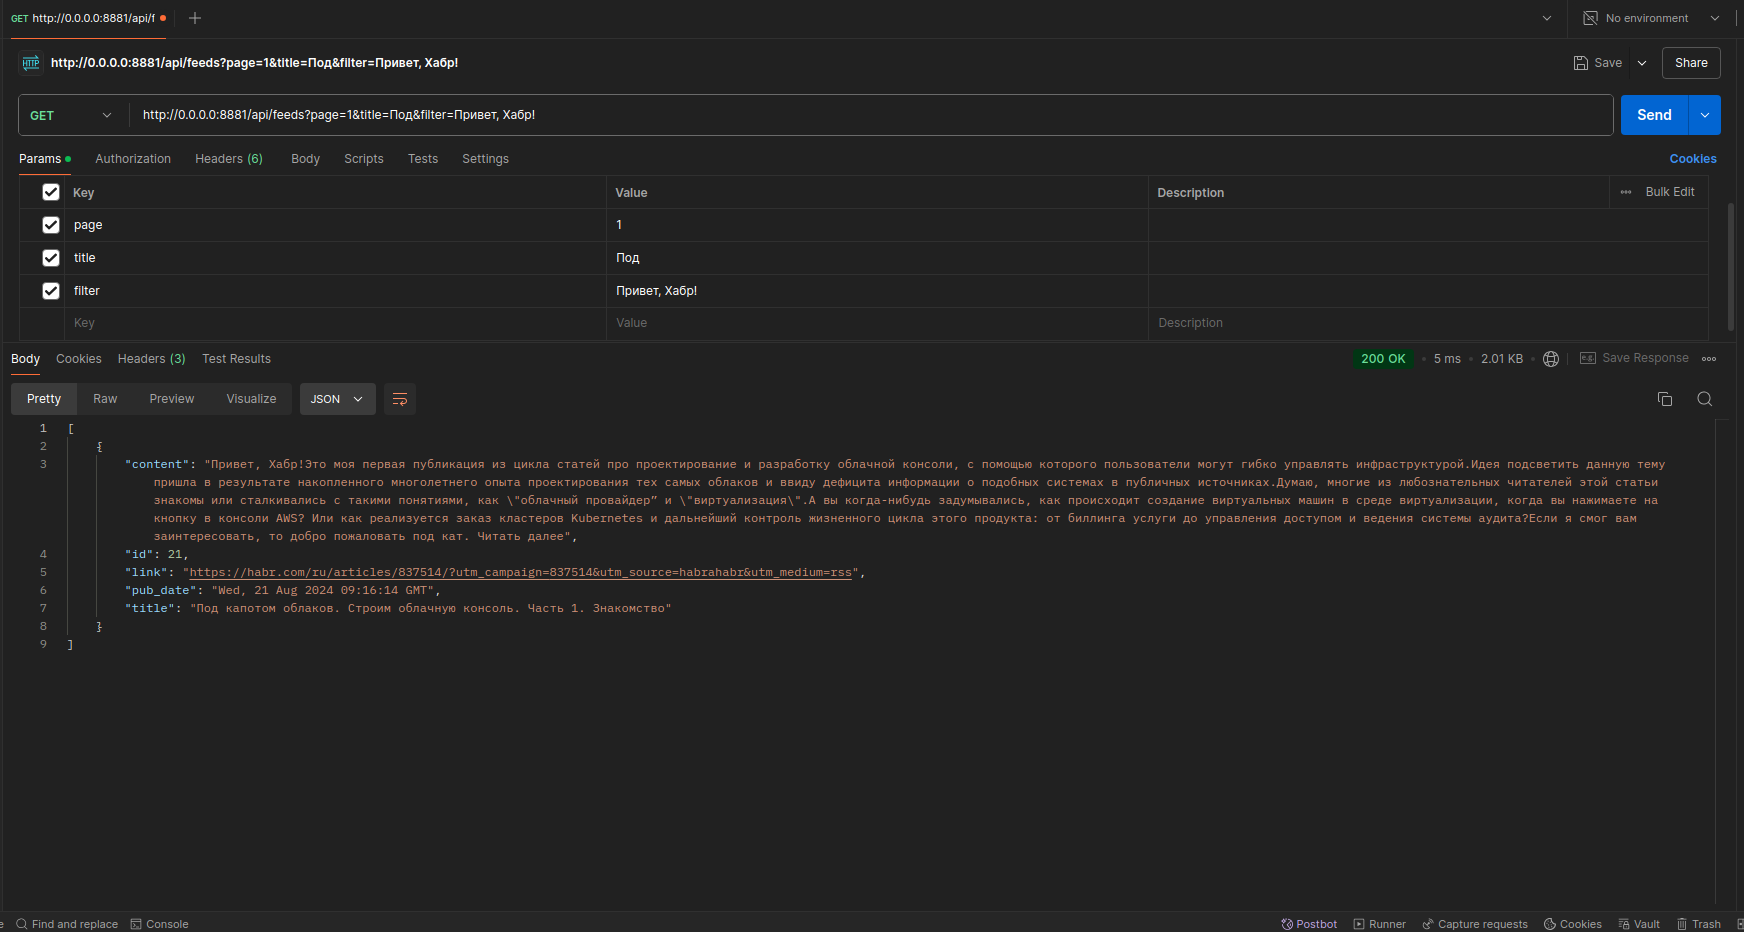 GET http://0.0.0.0:8881/api/f
No environment
HTTP http://0.0.0.0:8881/api/feeds?page=1&title=Под&filter=Привет, Хабр!
Save
Share
GET http://0.0.0.0:8881/api/feeds?page=1&title=Под&filter=Привет, Хабр!
Send
Params Authorization Headers (6) Body Scripts Tests Settings Cookies
Key Value Description ••• Bulk Edit
page 1
title Под
filter Привет, Хабр!
Key Value Description
Body Cookies Headers (3) Test Results 200 OK • 5 ms • 2.01 KB • Save Response
Pretty Raw Preview Visualize JSON
1 [
2 {
3 "content": "Привет, Хабр!Это моя первая публикация из цикла статей про проектирование и разработку облачной консоли, с помощью которого пользователи могут гибко управлять инфраструктурой.Идея подсветить данную тему
пришла в результате накопленного многолетнего опыта проектирования тех самых облаков и ввиду дефицита информации о подобных системах в публичных источниках.Думаю, многие из любознательных читателей этой статьи
знакомы или сталкивались с такими понятиями, как \"облачный провайдер” и \"виртуализация\".А вы когда-нибудь задумывались, как происходит создание виртуальных машин в среде виртуализации, когда вы нажимаете на
кнопку в консоли AWS? Или как реализуется заказ кластеров Kubernetes и дальнейший контроль жизненного цикла этого продукта: от биллинга услуги до управления доступом и ведения системы аудита?Если я смог вам
заинтересовать, то добро пожаловать под кат. Читать далее",
4 "id": 21,
5 "link": "https://habr.com/ru/articles/837514/?utm_campaign=837514&utm_source=habrahabr&utm_medium=rss",
6 "pub_date": "Wed, 21 Aug 2024 09:16:14 GMT",
7 "title": "Под капотом облаков. Строим облачную консоль. Часть 1. Знакомство"
8 }
9 ]
Find and replace Console Postbot Runner Capture requests Cookies Vault Trash